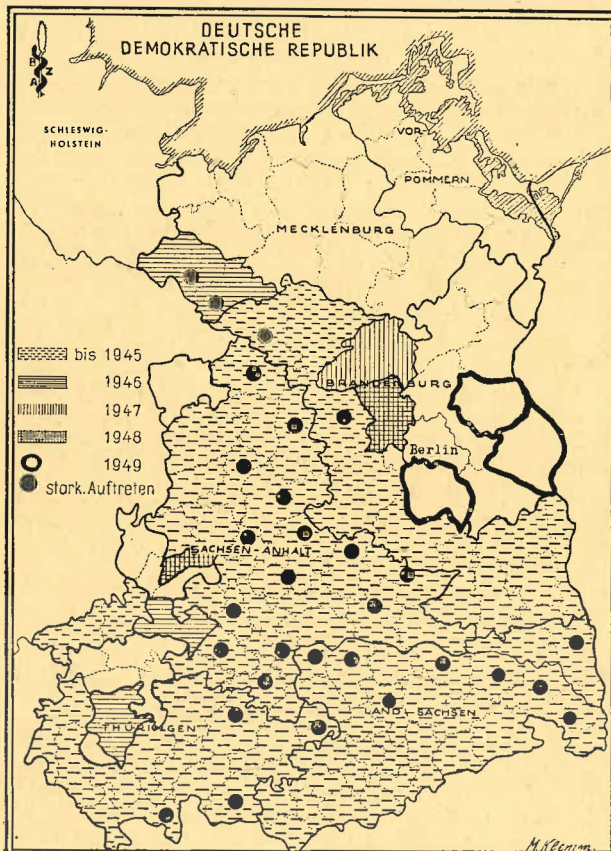 DEUTSCHE
DEMOKRATISCHE REPUBLIK
B
Z
A
SCHLESWIG-
HOLSTEIN
VOR-
POMMERN
MECKLENBURG
bis 1945
1946
1947
1948
1949
stark. Auftreten
BRANDENBURG
Berlin
SACHSEN-ANHALT
LAND-SACHSEN
THÜRINGEN